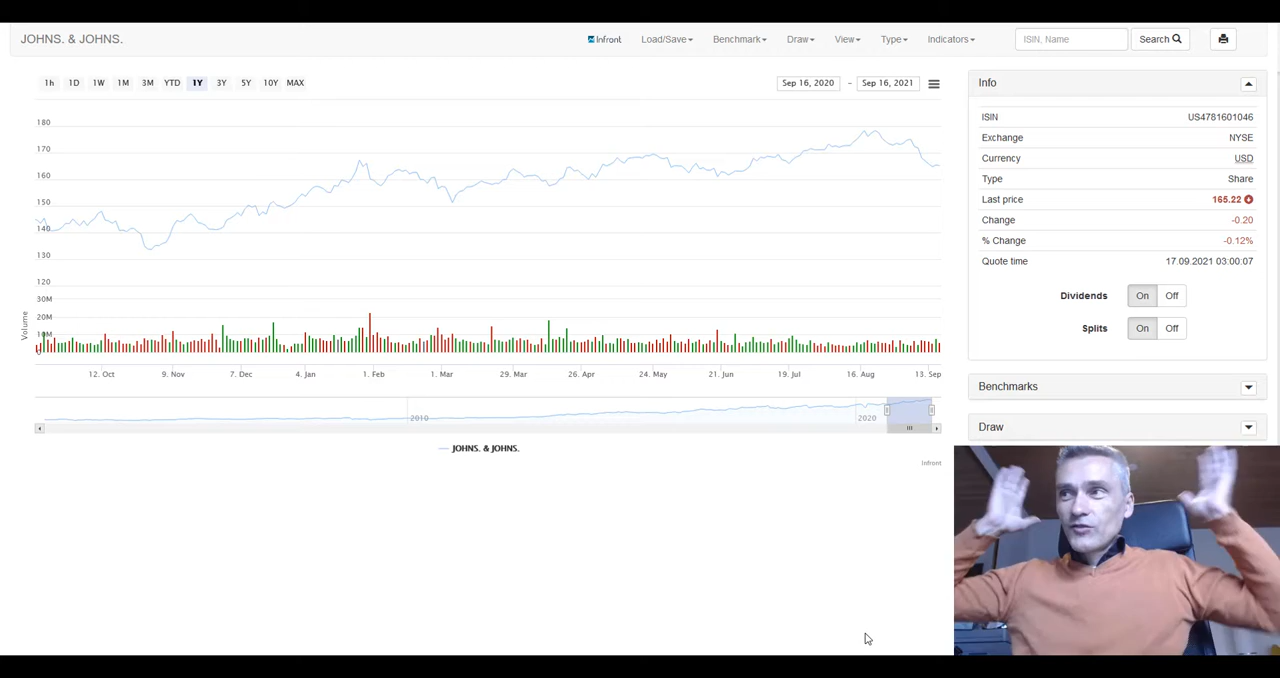 JOHNS. & JOHNS.
Infront
Load/Save
Benchmark
Draw
View
Type
Indicators
ISIN, Name
Search
1h 1D 1W 1M 3M YTD 1Y 3Y 5Y 10Y MAX
Sep 16, 2020 - Sep 16, 2021
180
170
160
150
140
130
120
30M
20M
10M
0
Volume
12. Oct 9. Nov 7. Dec 4. Jan 1. Feb 1. Mar 29. Mar 26. Apr 24. May 21. Jun 19. Jul 16. Aug 13. Sep
2010 2020
JOHNS. & JOHNS.
Infront
Info
ISIN US4781601046
Exchange NYSE
Currency USD
Type Share
Last price 165.22
Change -0.20
% Change -0.12%
Quote time 17.09.2021 03:00:07
Dividends On Off
Splits On Off
Benchmarks
Draw